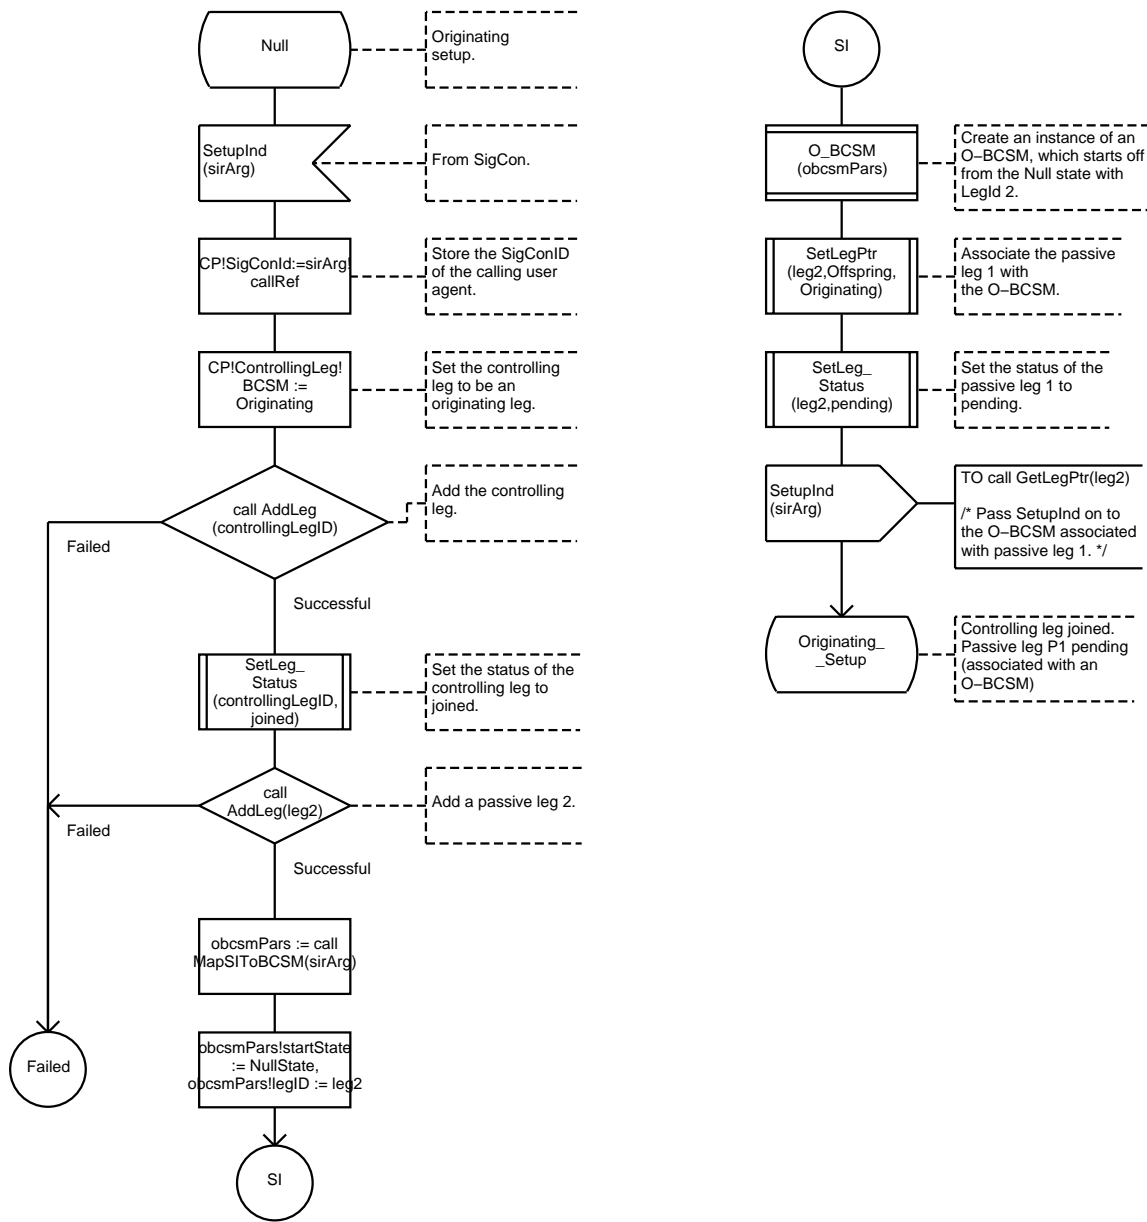 Null
Originating
setup.
SetupInd
(sirArg)
From SigCon.
CP!SigConId:=sirArg!
callRef
Store the SigConID
of the calling user
agent.
CP!ControllingLeg!
BCSM :=
Originating
Set the controlling
leg to be an
originating leg.
call AddLeg
(controllingLegID)
Add the controlling
leg.
Failed
Successful
SetLeg_
Status
(controllingLegID,
joined)
Set the status of the
controlling leg to
joined.
call
AddLeg(leg2)
Add a passive leg 2.
Failed
Successful
obcsmPars := call
MapSIToBCSM(sirArg)
Failed
obcsmPars!startState
:= NullState,
obcsmPars!legID := leg2
SI
SI
O_BCSM
(obcsmPars)
Create an instance of an
O−BCSM, which starts off
from the Null state with
LegId 2.
SetLegPtr
(leg2,Offspring,
Originating)
Associate the passive
leg 1 with
the O−BCSM.
SetLeg_
Status
(leg2,pending)
Set the status of the
passive leg 1 to
pending.
SetupInd
(sirArg)
TO call GetLegPtr(leg2)
/* Pass SetupInd on to
the O−BCSM associated
with passive leg 1. */
Originating_
_Setup
Controlling leg joined.
Passive leg P1 pending
(associated with an
O−BCSM)